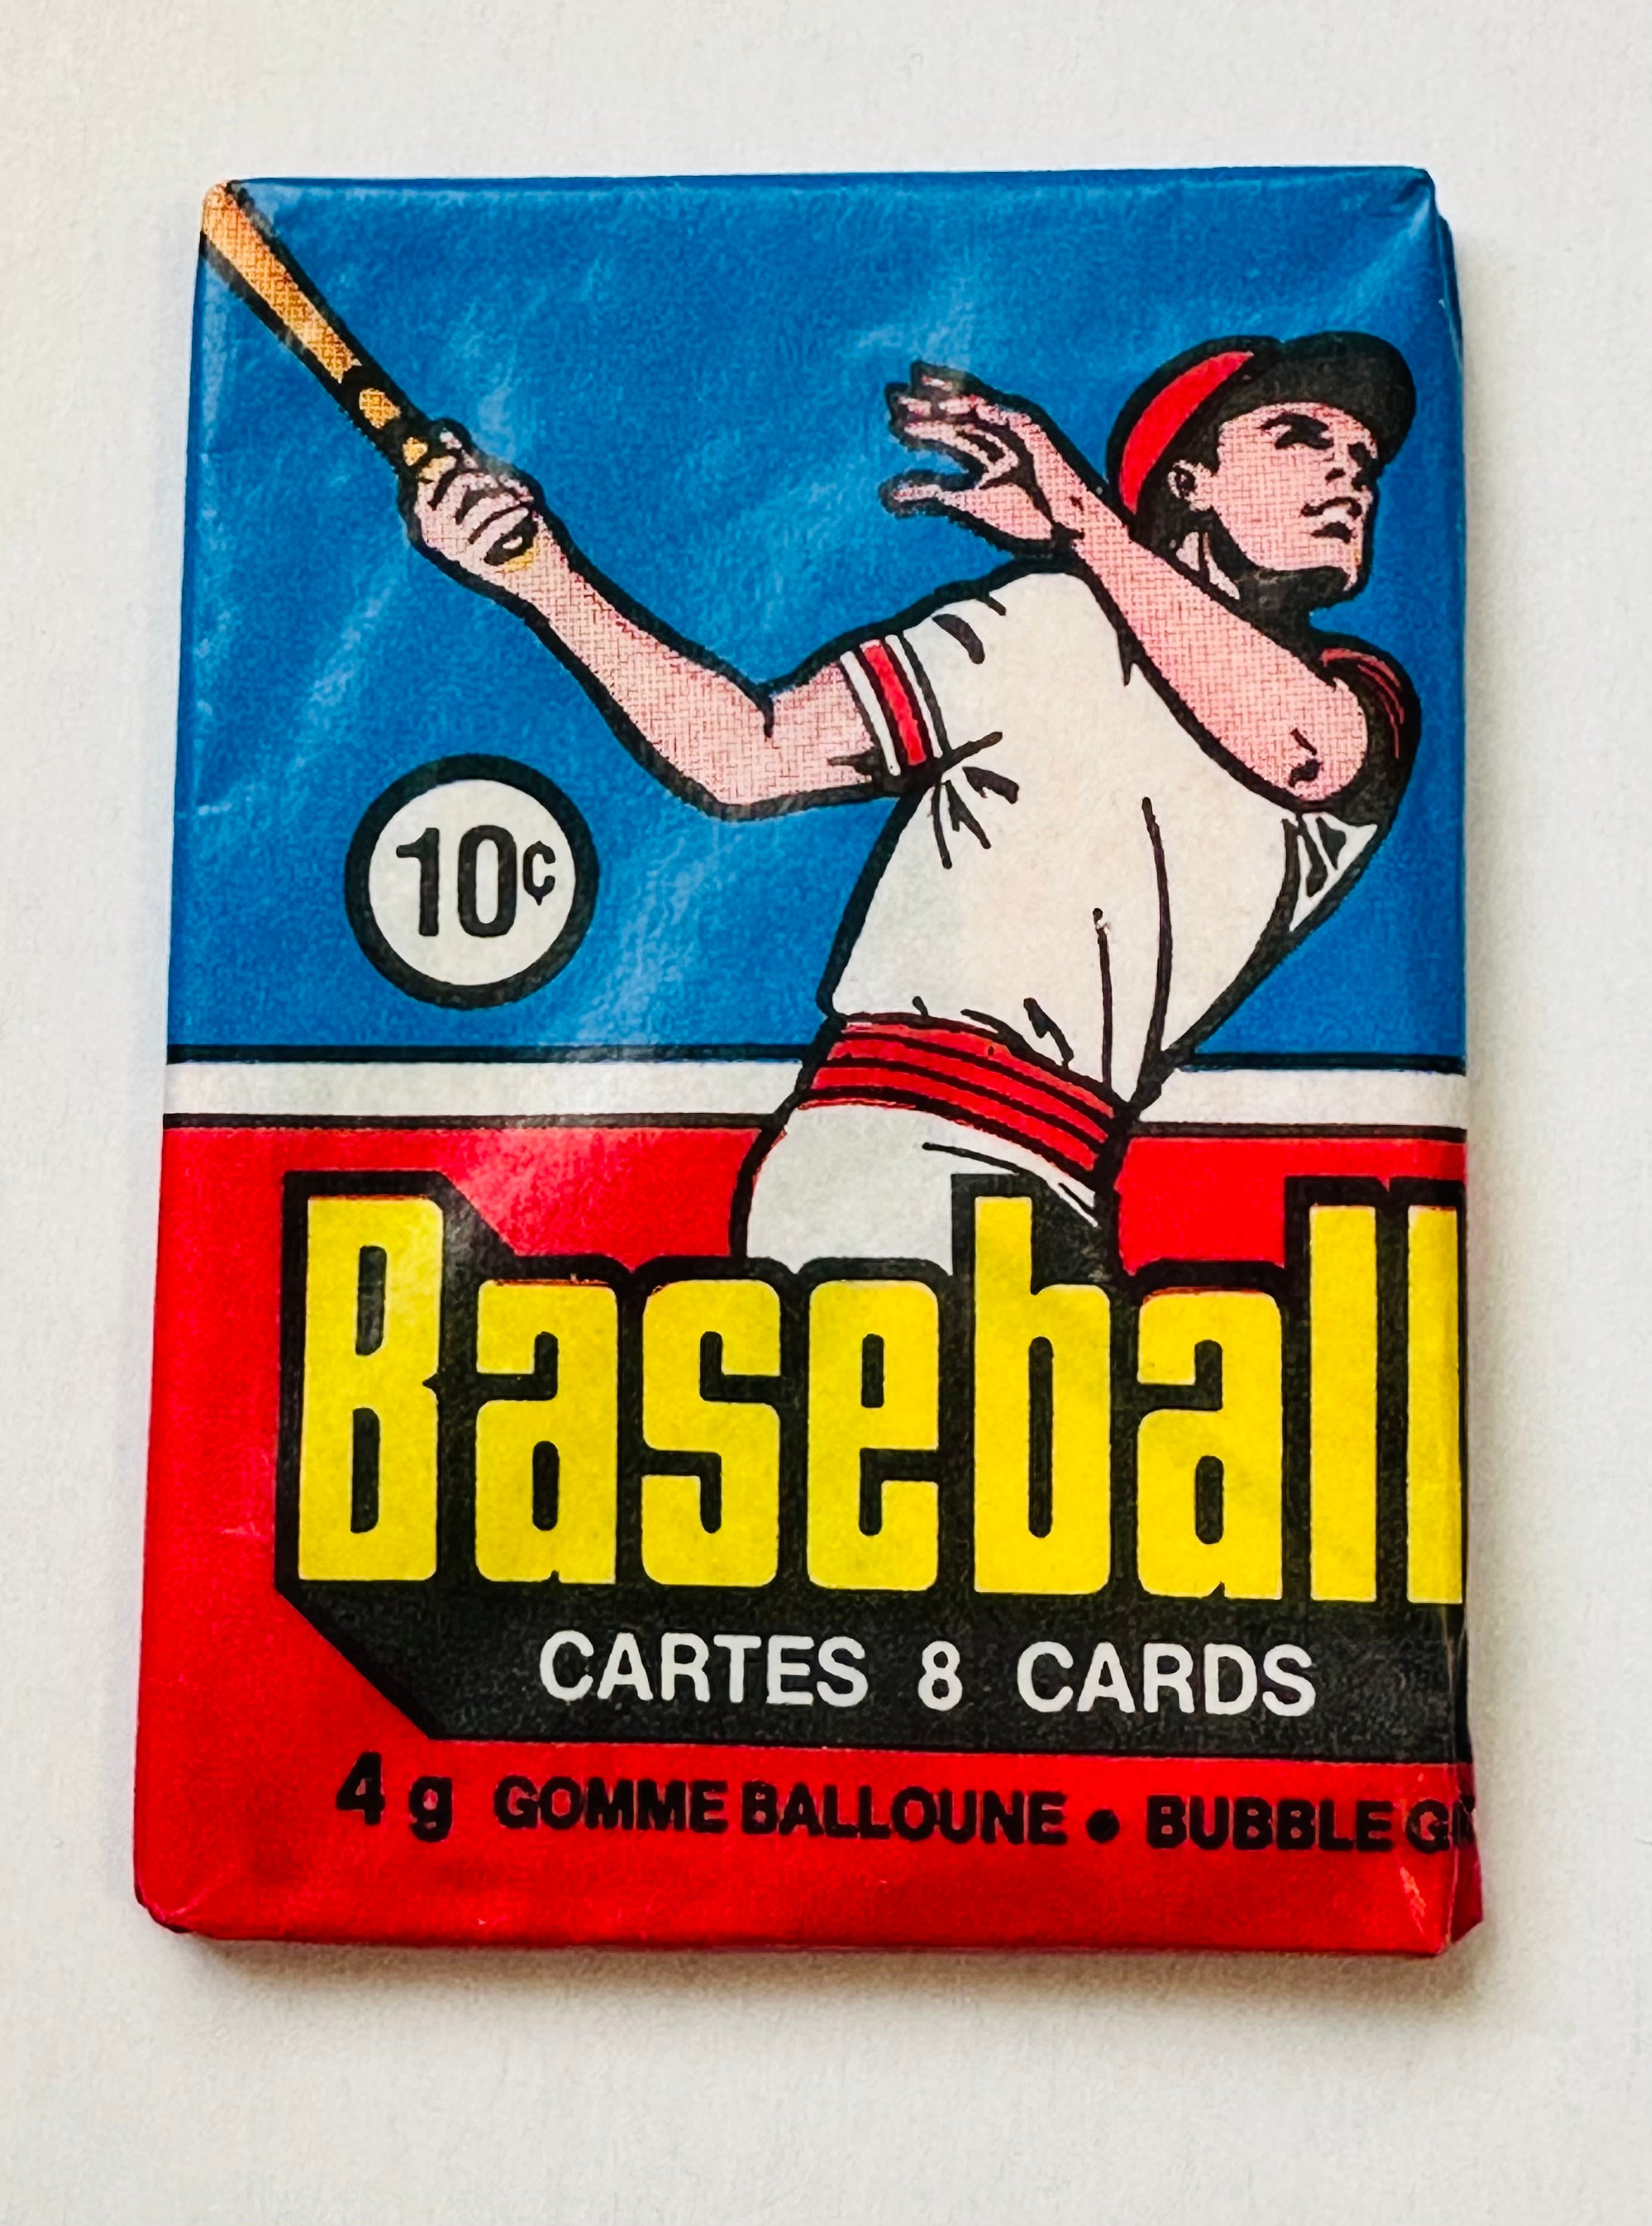 10¢
Baseball
CARTES 8 CARDS
4 g GOMME BALLOUNE • BUBBLE